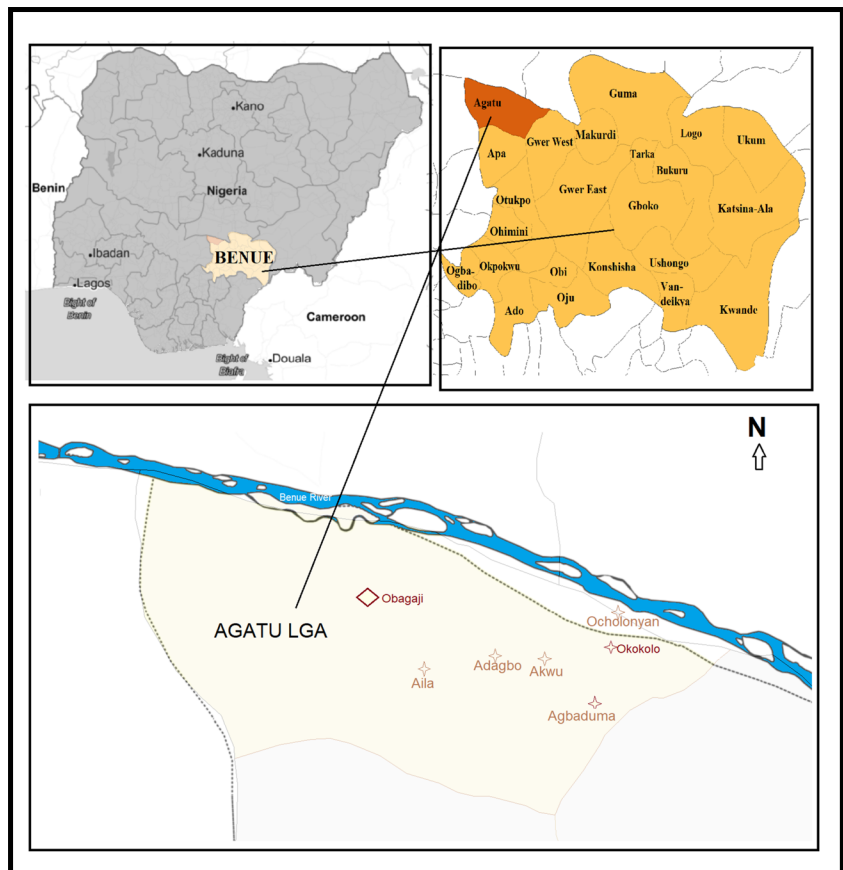 Kano
Kaduna
Nigeria
Benin
BENUE
Ibadan
Lagos
Bight of
Benin
Cameroon
Bight of
Biafra
Douala
Agatu
Guma
Gwer West
Makurdi
Logo
Ukum
Apa
Tarka
Bukuru
Otukpo
Gwer East
Gboko
Katsina-Ala
Ohimini
Ogba-
dibo
Okpokwu
Obi
Konshisha
Ushongo
Van-
deikya
Ado
Oju
Kwande
N
Benue River
Obagaji
AGATU LGA
Ocholonyan
Okokolo
Adagbo
Akwu
Aila
Agbaduma